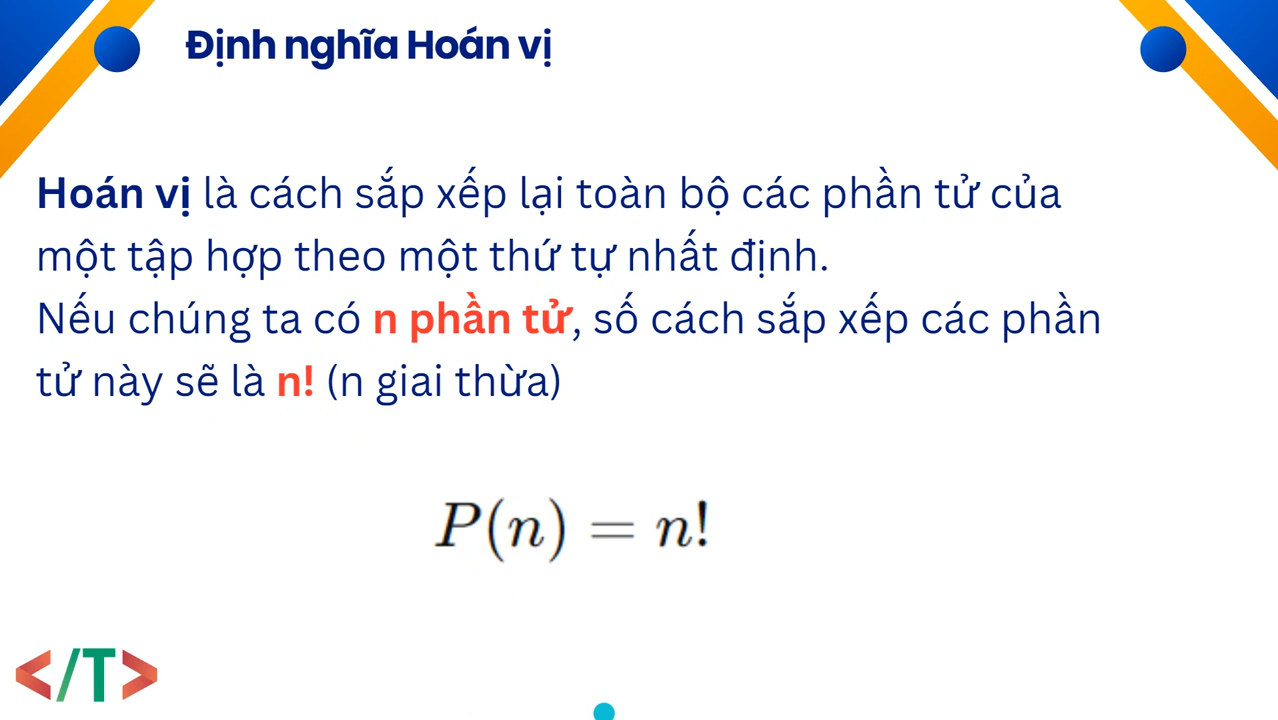 Định nghĩa Hoán vị
Hoán vị là cách sắp xếp lại toàn bộ các phần tử của
một tập hợp theo một thứ tự nhất định.
Nếu chúng ta có n phần tử, số cách sắp xếp các phần
tử này sẽ là n! (n giai thừa)
P(n) = n!
</T>